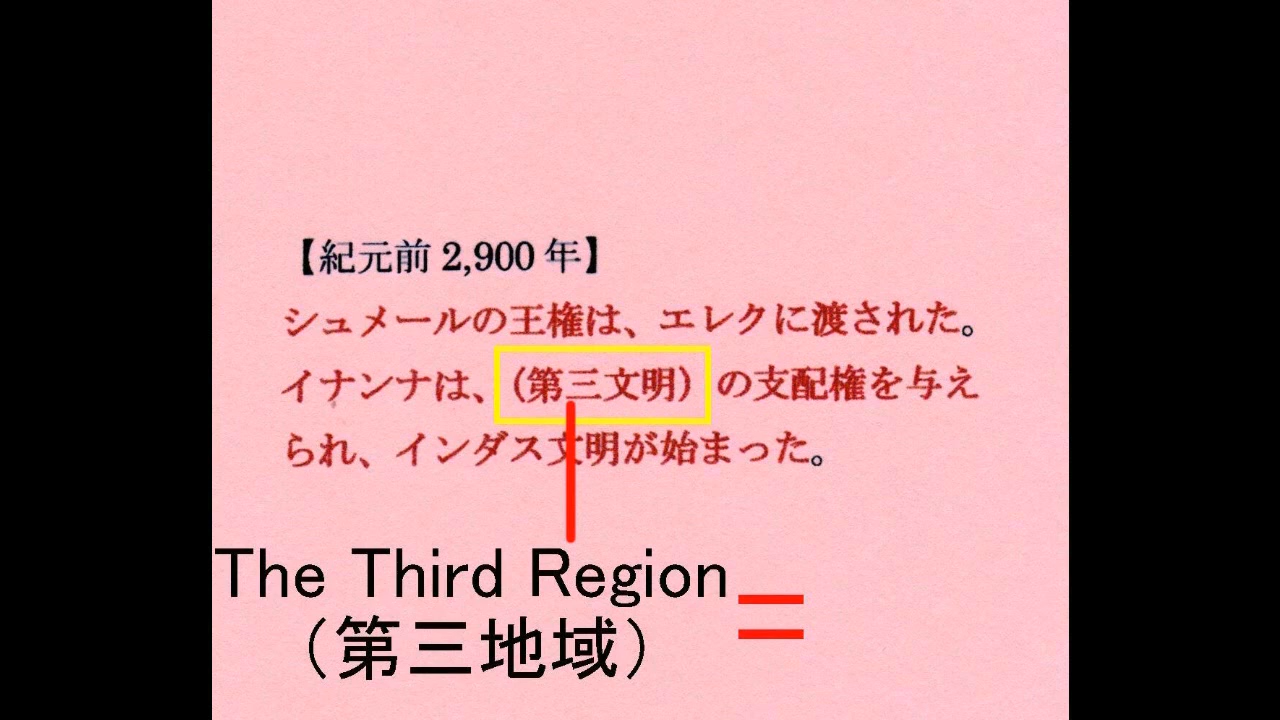 【紀元前 2,900 年】
シュメールの王権は、エレクに渡された。
イナンナは、（第三文明）の支配権を与え
られ、インダス文明が始まった。
The Third Region =
（第三地域）